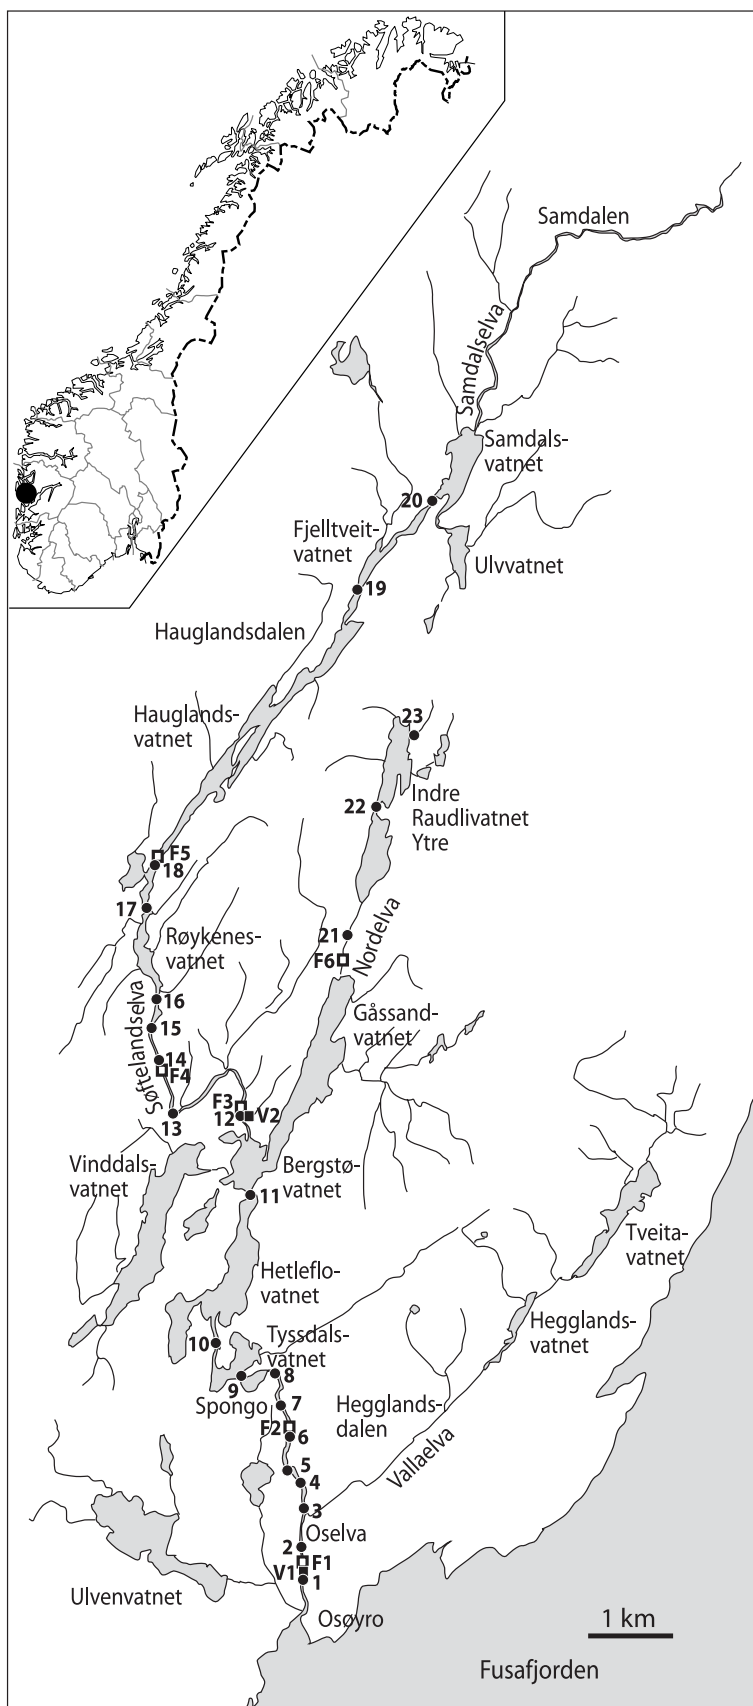 Samdalen
Samdalselva
Samdals-
vatnet
20
Fjelltveit-
vatnet
Ulvvatnet
19
Hauglandsdalen
Hauglands-
vatnet
23
Indre
Raudlivatnet
Ytre
22
F5
18
17
Nordelva
21
Røykenes-
vatnet
F6
16
Gåssand-
vatnet
15
Søftelandselva
14
F4
F3
12
V2
13
Vinddals-
vatnet
Bergstø-
vatnet
11
Tveita-
vatnet
Hetleflo-
vatnet
Hegglands-
vatnet
10
Tyssdals-
vatnet
8
9
Spongo
7
Hegglands-
dalen
F2
6
Vallaelva
5
4
3
Oselva
2
F1
V1
1
Ulvenvatnet
Osøyro
1 km
Fusafjorden